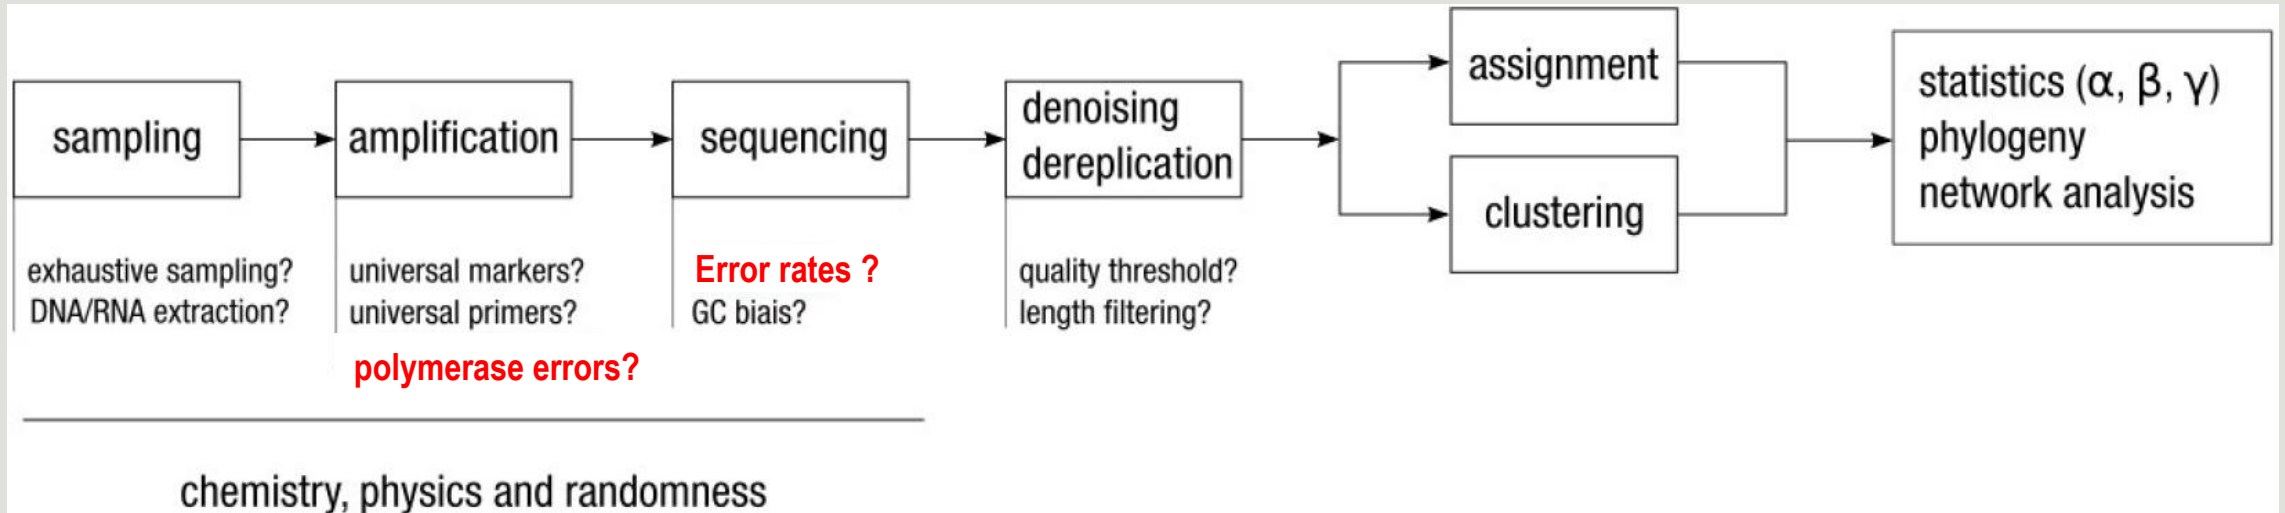 sampling
amplification
sequencing
denoising
dereplication
assignment
clustering
statistics (α, β, γ)
phylogeny
network analysis
exhaustive sampling?
DNA/RNA extraction?
universal markers?
universal primers?
polymerase errors?
Error rates ?
GC biais?
quality threshold?
length filtering?
chemistry, physics and randomness